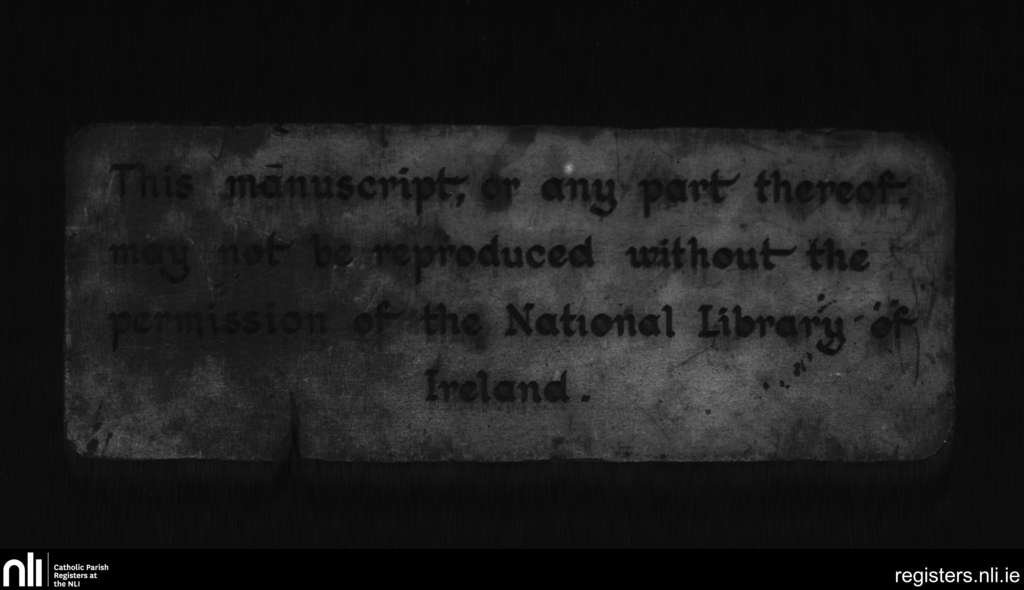 This manuscript, or any part thereof,
may not be reproduced without the
permission of the National Library of
Ireland.
nli
Catholic Parish
Registers at
the NLI
registers.nli.ie